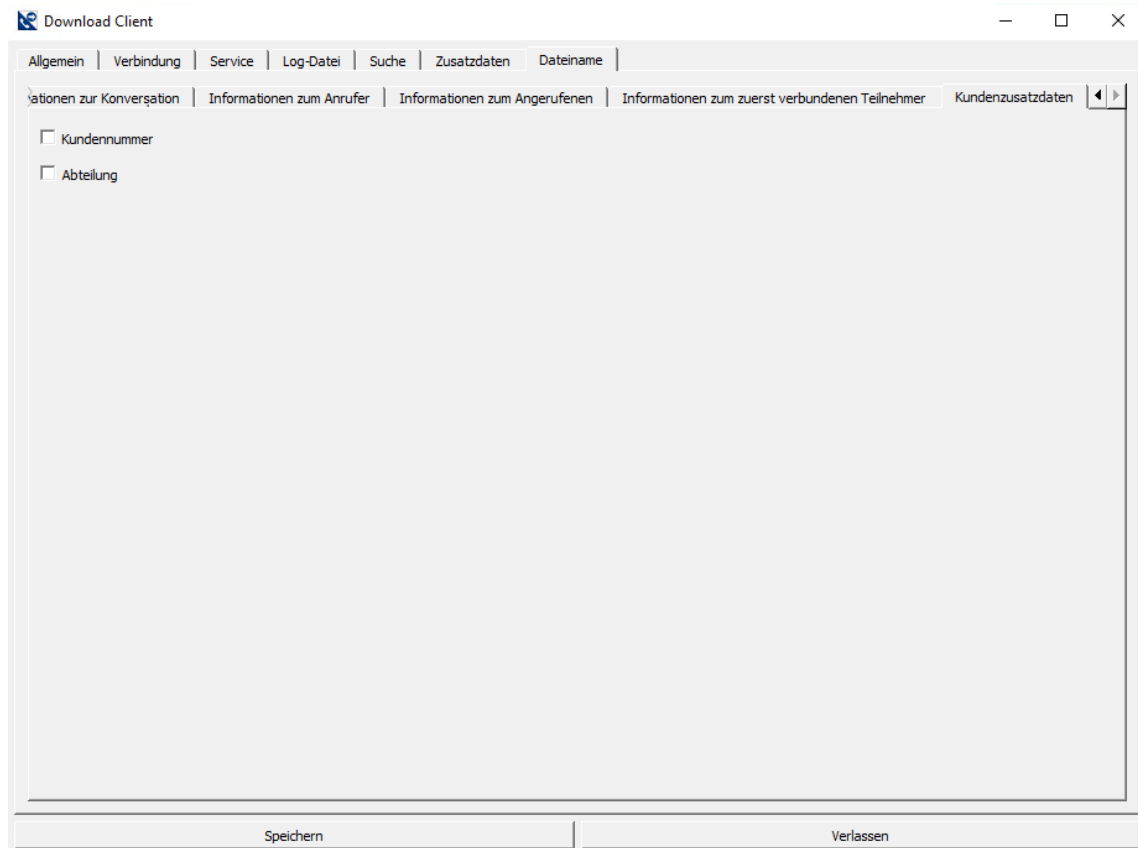 Download Client
Allgemein Verbindung Service Log-Datei Suche Zusatzdaten Dateiname
ationen zur Konversation Informationen zum Anrufer Informationen zum Angerufenen Informationen zum zuerst verbundenen Teilnehmer Kundenzusatzdaten
Kundennummer
Abteilung
Speichern Verlassen